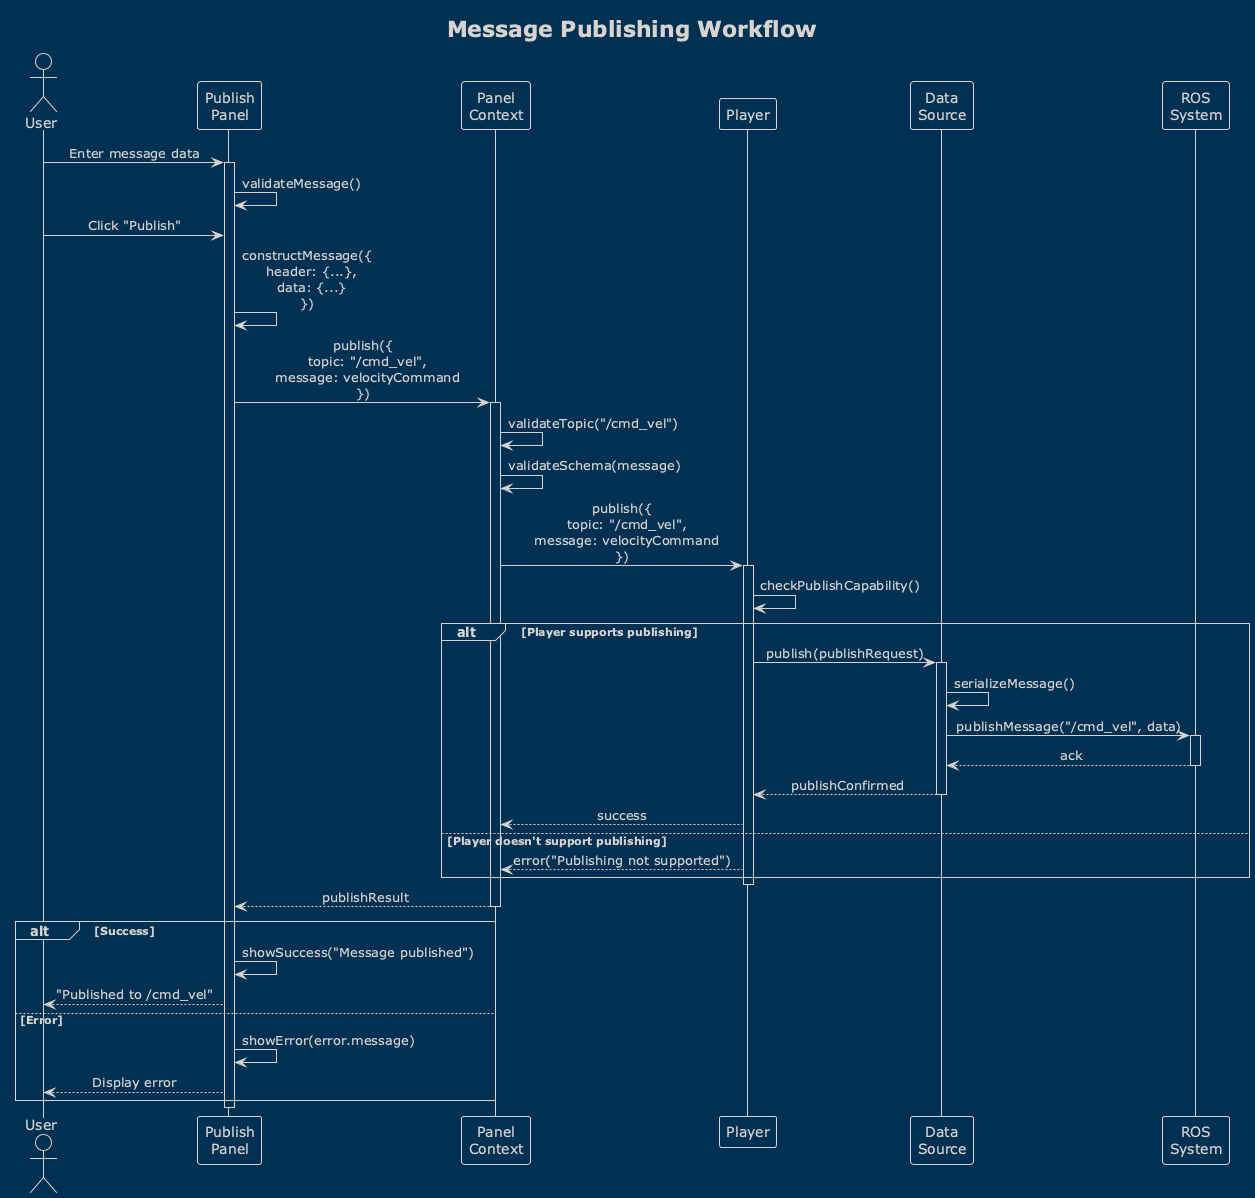 Message Publishing Workflow
User
Publish
Panel
Panel
Context
Player
Data
Source
ROS
System
Enter message data
validateMessage()
Click "Publish"
constructMessage({
header: {...},
data: {...}
})
publish({
topic: "/cmd_vel",
message: velocityCommand
})
validateTopic("/cmd_vel")
validateSchema(message)
publish({
topic: "/cmd_vel",
message: velocityCommand
})
checkPublishCapability()
alt [Player supports publishing]
publish(publishRequest)
serializeMessage()
publishMessage("/cmd_vel", data)
ack
publishConfirmed
success
[Player doesn't support publishing]
error("Publishing not supported")
publishResult
alt [Success]
showSuccess("Message published")
"Published to /cmd_vel"
[Error]
showError(error.message)
Display error
User
Publish
Panel
Panel
Context
Player
Data
Source
ROS
System